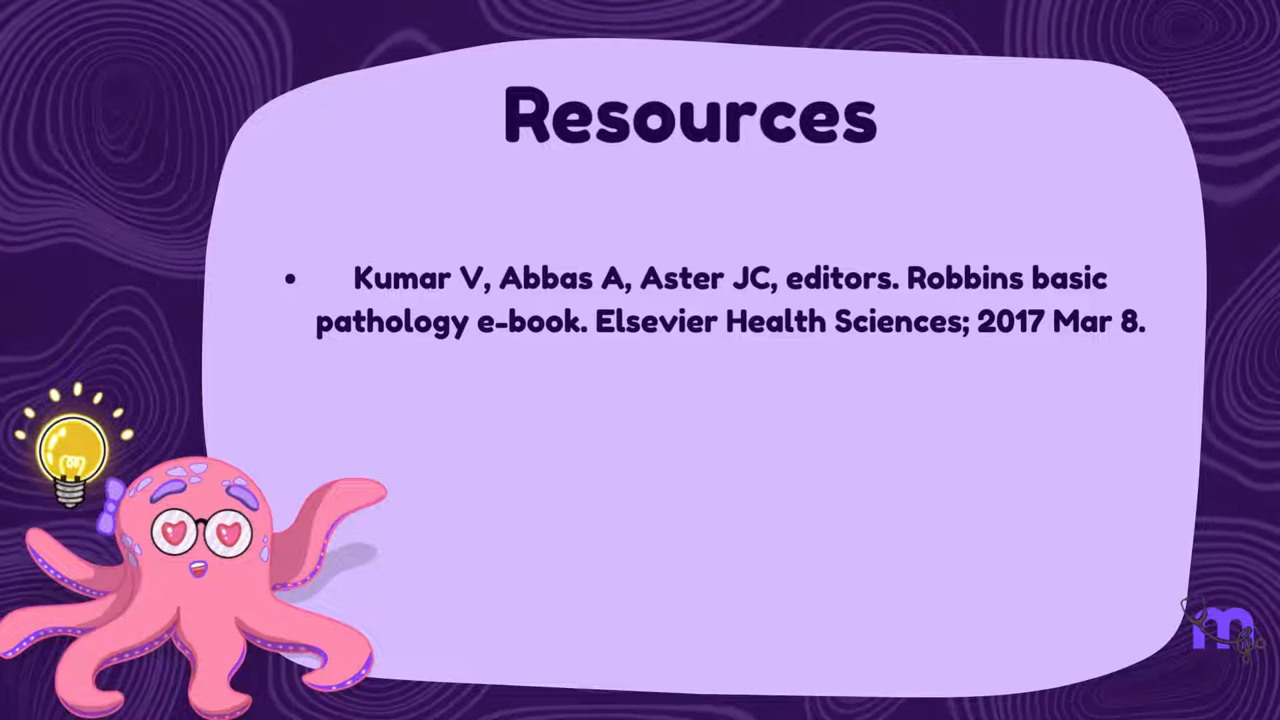 Resources
• Kumar V, Abbas A, Aster JC, editors. Robbins basic
pathology e-book. Elsevier Health Sciences; 2017 Mar 8.
m